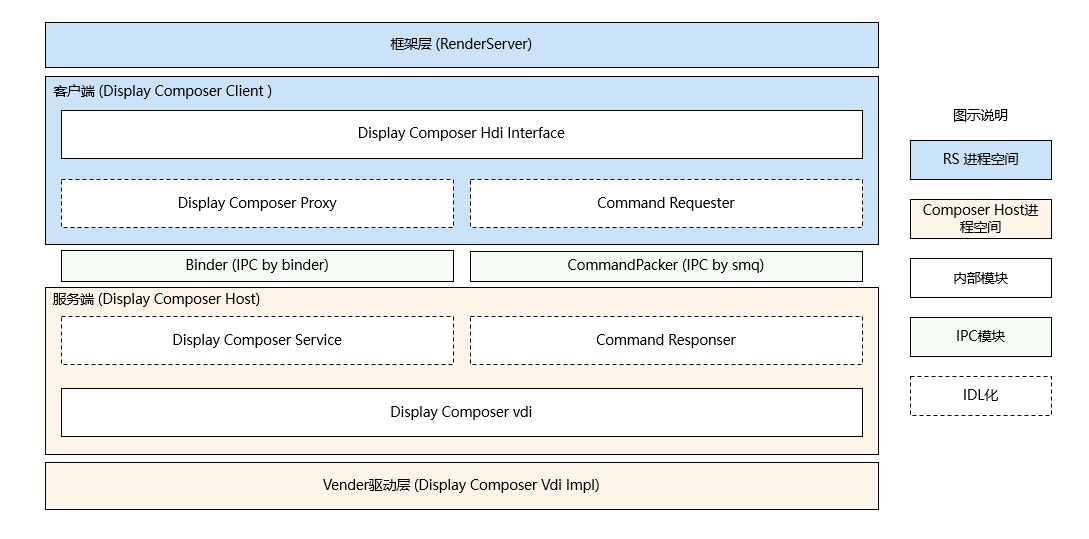 框架层 (RenderServer)
客户端 (Display Composer Client )
Display Composer Hdi Interface
Display Composer Proxy
Command Requester
Binder (IPC by binder)
CommandPacker (IPC by smq)
服务端 (Display Composer Host)
Display Composer Service
Command Responser
Display Composer vdi
Vender驱动层 (Display Composer Vdi Impl)
图示说明
RS 进程空间
Composer Host进
程空间
内部模块
IPC模块
IDL化